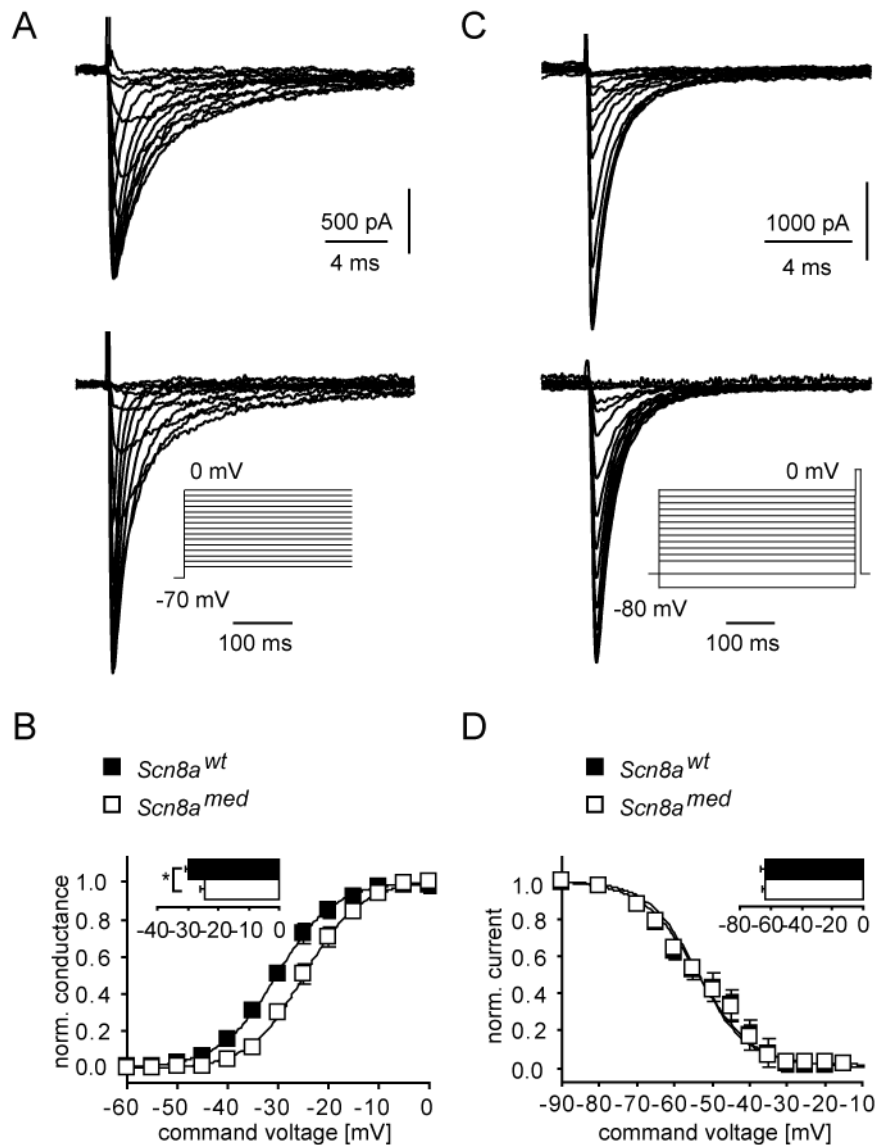 A
C
500 pA
4 ms
1000 pA
4 ms
0 mV
-70 mV
100 ms
0 mV
-80 mV
100 ms
B
Scn8a wt
Scn8a med
*
-40 -30 -20 -10 0
norm. conductance
1.0
0.8
0.6
0.4
0.2
0.0
-60 -50 -40 -30 -20 -10 0
command voltage [mV]
D
Scn8a wt
Scn8a med
-80 -60 -40 -20 0
norm. current
1.0
0.8
0.6
0.4
0.2
0.0
-90 -80 -70 -60 -50 -40 -30 -20 -10
command voltage [mV]